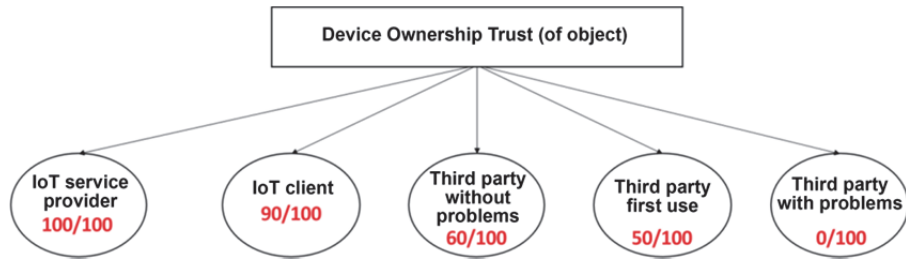 Device Ownership Trust (of object)
IoT service
provider
100/100
IoT client
90/100
Third party
without
problems
60/100
Third party
first use
50/100
Third party
with problems
0/100